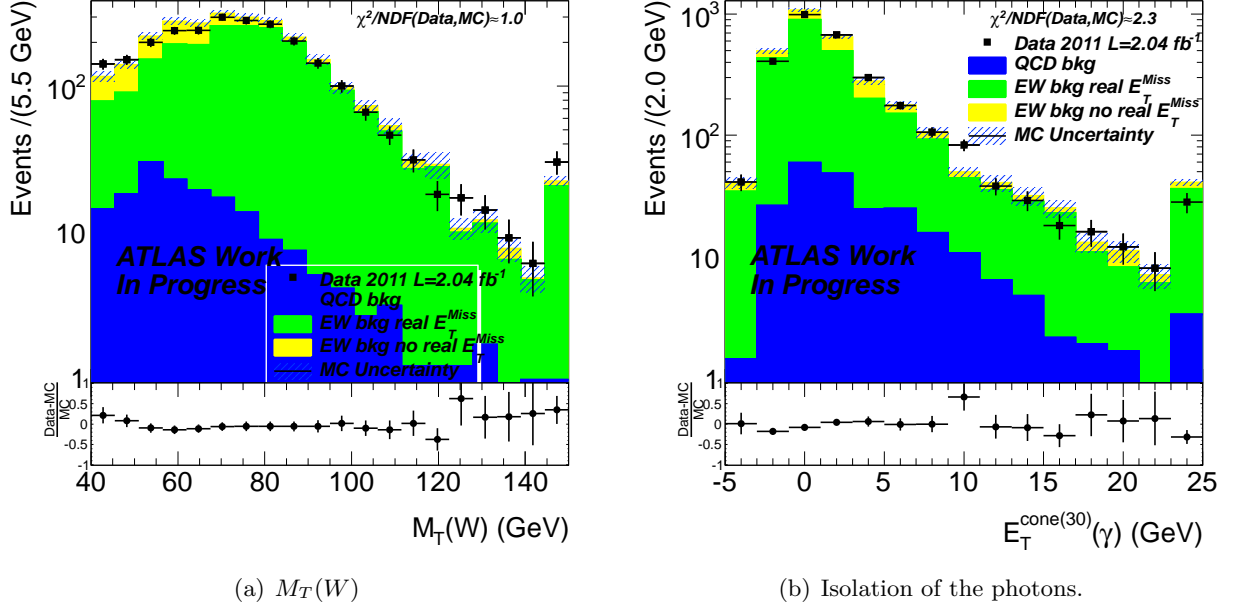 χ²/NDF(Data,MC)≈1.0
Events /(5.5 GeV)
10²
10
1
ATLAS Work
In Progress
Data 2011 L=2.04 fb⁻¹
QCD bkg
EW bkg real E_T^Miss
EW bkg no real E_T^Miss
MC Uncertainty
Data-MC
MC
1
0.5
0
-0.5
-1
40 60 80 100 120 140
M_T(W) (GeV)
(a) M_T(W)
χ²/NDF(Data,MC)≈2.3
Events /(2.0 GeV)
10³
10²
10
1
Data 2011 L=2.04 fb⁻¹
QCD bkg
EW bkg real E_T^Miss
EW bkg no real E_T^Miss
MC Uncertainty
ATLAS Work
In Progress
Data-MC
MC
1
0.5
0
-0.5
-1
-5 0 5 10 15 20 25
E_T^cone(30)(γ) (GeV)
(b) Isolation of the photons.